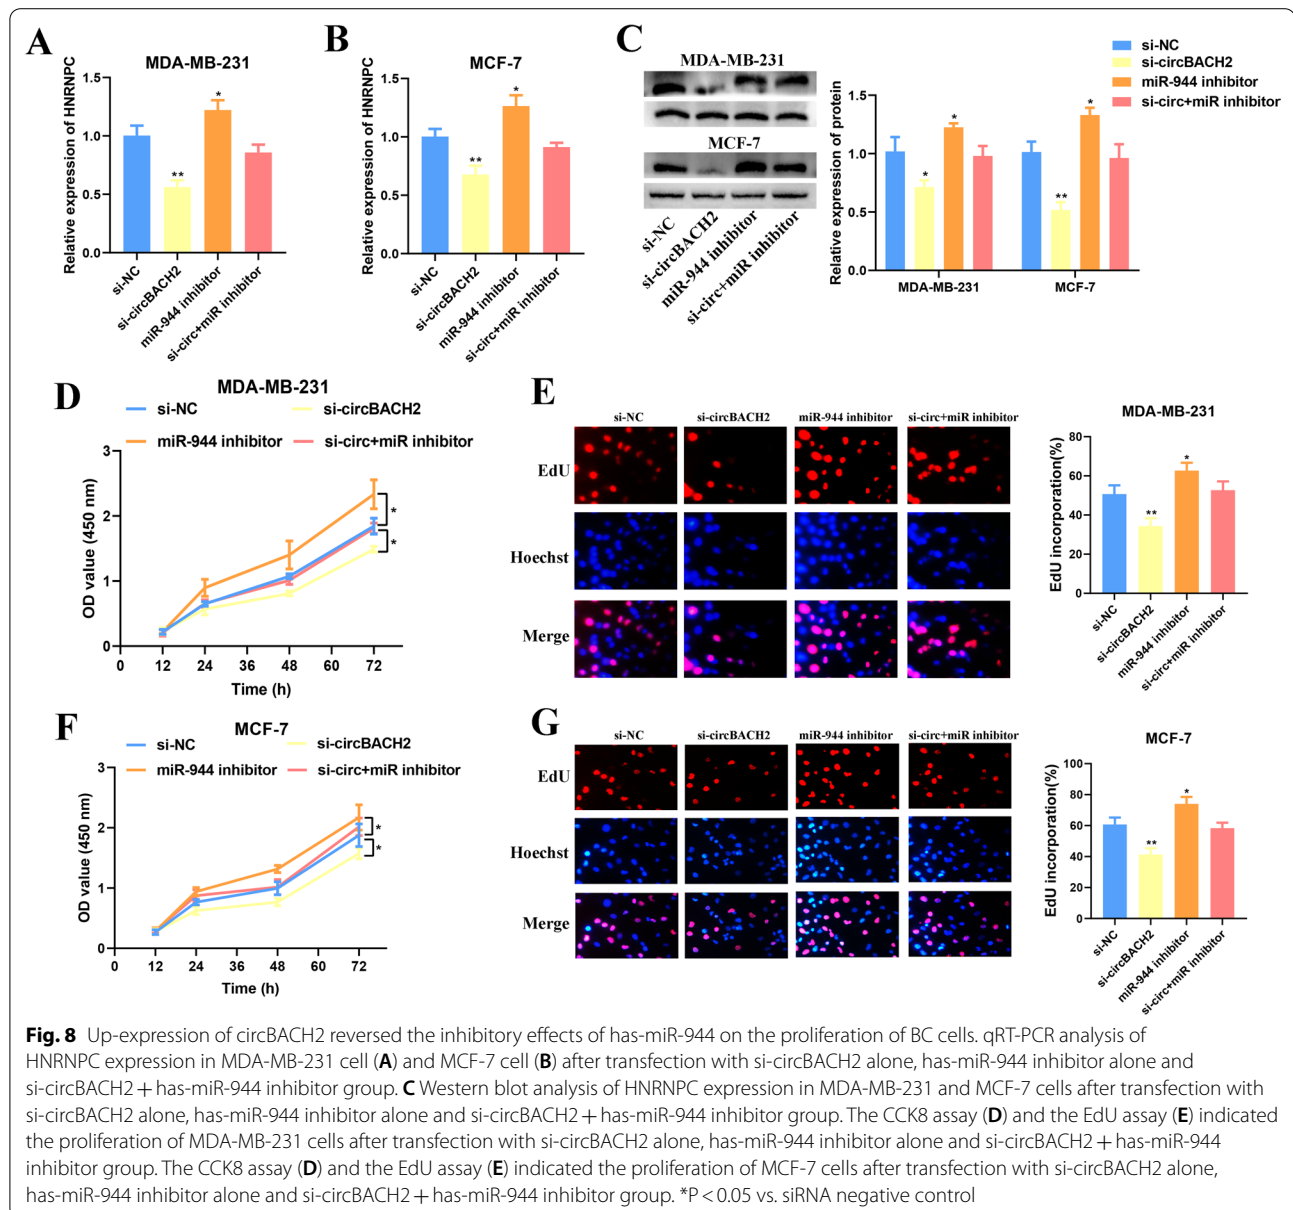 A
MDA-MB-231
Relative expression of HNRNPC
1.5
1.0
0.5
0.0
*
**
si-NC
si-circBACH2
miR-944 inhibitor
si-circ+miR inhibitor
B
MCF-7
Relative expression of HNRNPC
1.5
1.0
0.5
0.0
*
**
si-NC
si-circBACH2
miR-944 inhibitor
si-circ+miR inhibitor
C
MDA-MB-231
MCF-7
si-NC
si-circBACH2
miR-944 inhibitor
si-circ+miR inhibitor
si-NC
si-circBACH2
miR-944 inhibitor
si-circ+miR inhibitor
Relative expression of protein
1.5
1.0
0.5
0.0
*
*
**
*
MDA-MB-231
MCF-7
D
MDA-MB-231
si-NC
si-circBACH2
miR-944 inhibitor
si-circ+miR inhibitor
OD value (450 nm)
3
2
1
0
*
*
0 12 24 36 48 60 72
Time (h)
E
si-NC
si-circBACH2
miR-944 inhibitor
si-circ+miR inhibitor
EdU
Hoechst
Merge
MDA-MB-231
EdU incorporation(%)
80
60
40
20
0
**
*
si-NC
si-circBACH2
miR-944 inhibitor
si-circ+miR inhibitor
F
MCF-7
si-NC
si-circBACH2
miR-944 inhibitor
si-circ+miR inhibitor
OD value (450 nm)
3
2
1
0
*
*
0 12 24 36 48 60 72
Time (h)
G
si-NC
si-circBACH2
miR-944 inhibitor
si-circ+miR inhibitor
EdU
Hoechst
Merge
MCF-7
EdU incorporation(%)
100
80
60
40
20
0
**
*
si-NC
si-circBACH2
miR-944 inhibitor
si-circ+miR inhibitor
Fig. 8 Up-expression of circBACH2 reversed the inhibitory effects of has-miR-944 on the proliferation of BC cells. qRT-PCR analysis of
HNRNPC expression in MDA-MB-231 cell (A) and MCF-7 cell (B) after transfection with si-circBACH2 alone, has-miR-944 inhibitor alone and
si-circBACH2 + has-miR-944 inhibitor group. C Western blot analysis of HNRNPC expression in MDA-MB-231 and MCF-7 cells after transfection with
si-circBACH2 alone, has-miR-944 inhibitor alone and si-circBACH2 + has-miR-944 inhibitor group. The CCK8 assay (D) and the EdU assay (E) indicated
the proliferation of MDA-MB-231 cells after transfection with si-circBACH2 alone, has-miR-944 inhibitor alone and si-circBACH2 + has-miR-944
inhibitor group. The CCK8 assay (D) and the EdU assay (E) indicated the proliferation of MCF-7 cells after transfection with si-circBACH2 alone,
has-miR-944 inhibitor alone and si-circBACH2 + has-miR-944 inhibitor group. *P < 0.05 vs. siRNA negative control